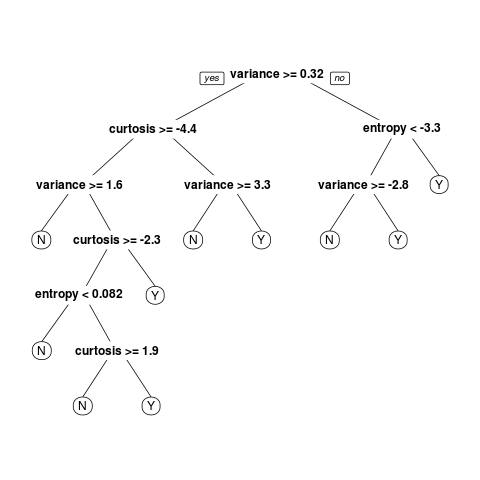 yes variance >= 0.32 no
curtosis >= -4.4 entropy < -3.3
variance >= 1.6 variance >= 3.3 variance >= -2.8 Y
N curtosis >= -2.3 N Y N Y
entropy < 0.082 Y
N curtosis >= 1.9
N Y